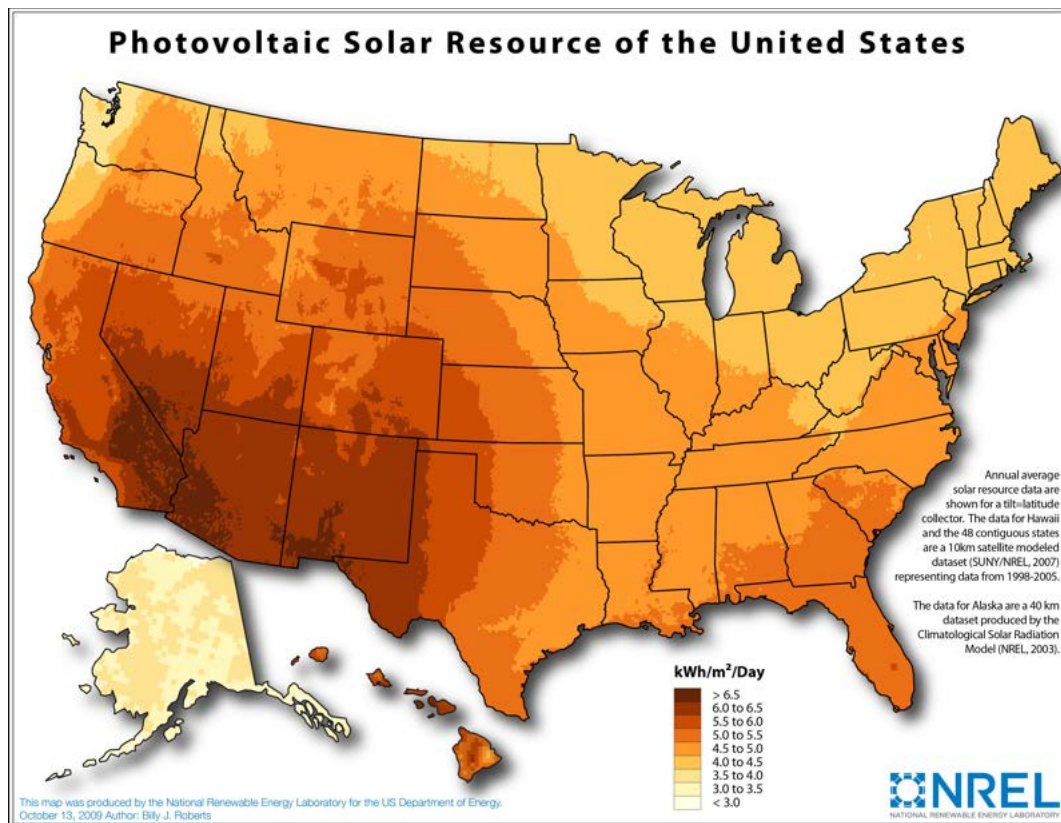 Photovoltaic Solar Resource of the United States
Annual average
solar resource data are
shown for a tilt=latitude
collector. The data for Hawaii
and the 48 contiguous states
are a 10km satellite modeled
dataset (SUNY/NREL, 2007)
representing data from 1998-2005.
The data for Alaska are a 40 km
dataset produced by the
Climatological Solar Radiation
Model (NREL, 2003).
kWh/m²/Day
> 6.5
6.0 to 6.5
5.5 to 6.0
5.0 to 5.5
4.5 to 5.0
4.0 to 4.5
3.5 to 4.0
3.0 to 3.5
< 3.0
This map was produced by the National Renewable Energy Laboratory for the US Department of Energy.
October 13, 2009 Author: Billy J. Roberts
NREL
NATIONAL RENEWABLE ENERGY LABORATORY